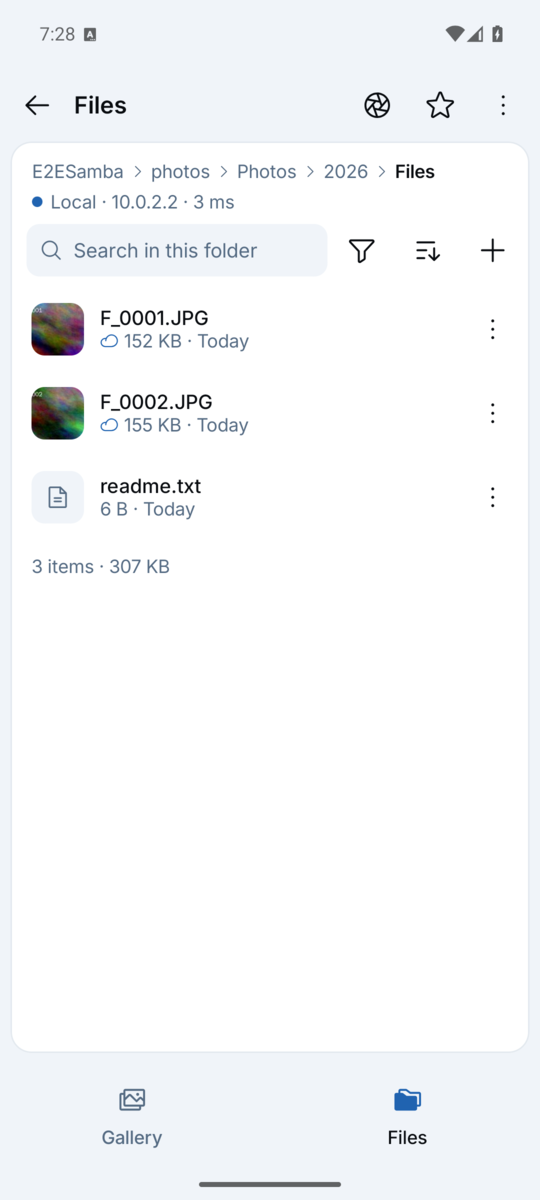 7:28
Files
E2ESamba > photos > Photos > 2026 > Files
Local · 10.0.2.2 · 3 ms
Search in this folder
F_0001.JPG
152 KB · Today
F_0002.JPG
155 KB · Today
readme.txt
6 B · Today
3 items · 307 KB
Gallery
Files